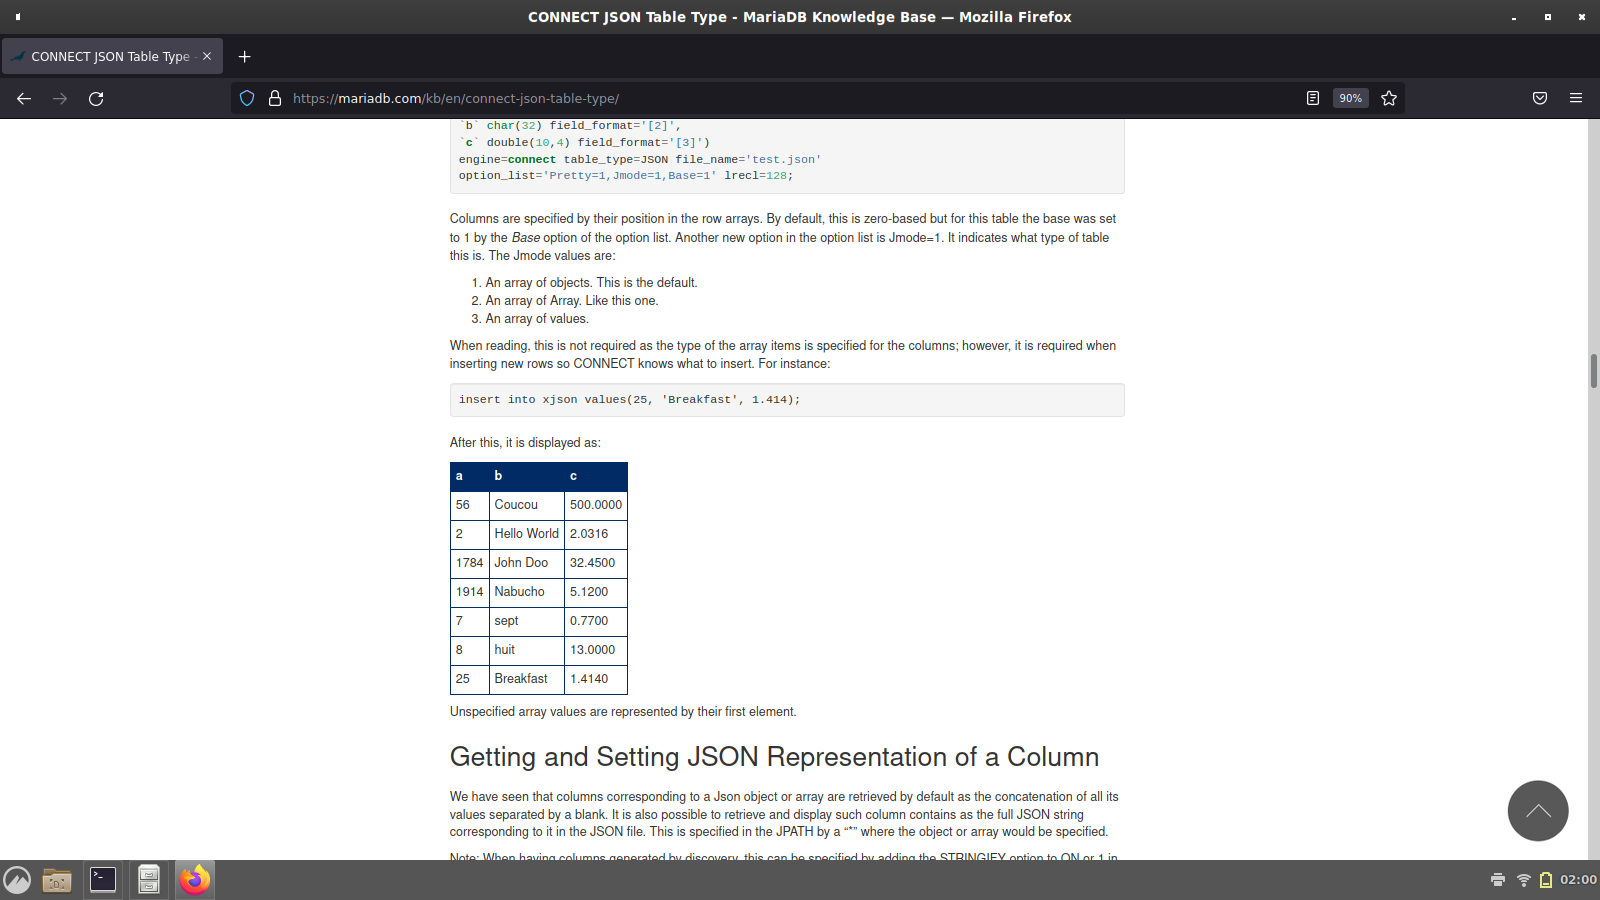 CONNECT JSON Table Type - MariaDB Knowledge Base — Mozilla Firefox
CONNECT JSON Table Type -
https://mariadb.com/kb/en/connect-json-table-type/
90%
`b` char(32) field_format='[2]',
`c` double(10,4) field_format='[3]')
engine=connect table_type=JSON file_name='test.json'
option_list='Pretty=1,Jmode=1,Base=1' lrecl=128;
Columns are specified by their position in the row arrays. By default, this is zero-based but for this table the base was set
to 1 by the Base option of the option list. Another new option in the option list is Jmode=1. It indicates what type of table
this is. The Jmode values are:
1. An array of objects. This is the default.
2. An array of Array. Like this one.
3. An array of values.
When reading, this is not required as the type of the array items is specified for the columns; however, it is required when
inserting new rows so CONNECT knows what to insert. For instance:
insert into xjson values(25, 'Breakfast', 1.414);
After this, it is displayed as:
a b c
56 Coucou 500.0000
2 Hello World 2.0316
1784 John Doo 32.4500
1914 Nabucho 5.1200
7 sept 0.7700
8 huit 13.0000
25 Breakfast 1.4140
Unspecified array values are represented by their first element.
Getting and Setting JSON Representation of a Column
We have seen that columns corresponding to a Json object or array are retrieved by default as the concatenation of all its
values separated by a blank. It is also possible to retrieve and display such column contains as the full JSON string
corresponding to it in the JSON file. This is specified in the JPATH by a “*” where the object or array would be specified.
Note: When having columns generated by discovery, this can be specified by adding the STRINGIFY option to ON or 1 in
02:00